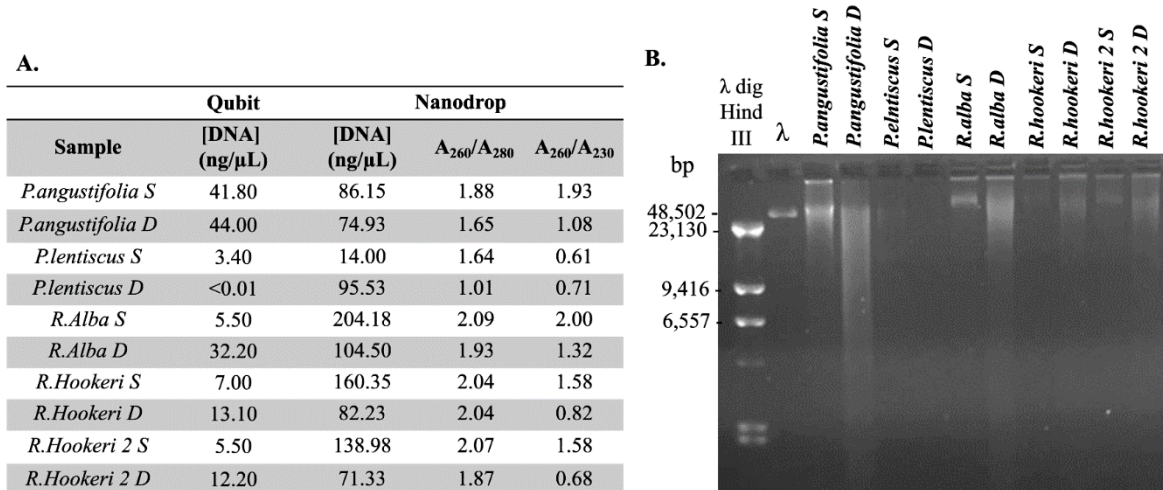 A.
Qubit Nanodrop
Sample [DNA] (ng/µL) [DNA] (ng/µL) A260/A280 A260/A230
P.angustifolia S 41.80 86.15 1.88 1.93
P.angustifolia D 44.00 74.93 1.65 1.08
P.lentiscus S 3.40 14.00 1.64 0.61
P.lentiscus D <0.01 95.53 1.01 0.71
R.Alba S 5.50 204.18 2.09 2.00
R.Alba D 32.20 104.50 1.93 1.32
R.Hookeri S 7.00 160.35 2.04 1.58
R.Hookeri D 13.10 82.23 2.04 0.82
R.Hookeri 2 S 5.50 138.98 2.07 1.58
R.Hookeri 2 D 12.20 71.33 1.87 0.68
B.
λ dig
Hind
III
λ
P.angustifolia S
P.angustifolia D
P.elntiscus S
P.lentiscus D
R.alba S
R.alba D
R.hookeri S
R.hookeri D
R.hookeri 2 S
R.hookeri 2 D
bp
48,502 -
23,130 -
9,416 -
6,557 -